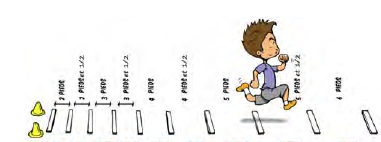 2 PIEDS
2 PIEDS et 1/2
3 PIEDS
3 PIEDS et 1/2
4 PIEDS
4 PIEDS et 1/2
5 PIEDS
5 PIEDS et 1/2
6 PIEDS